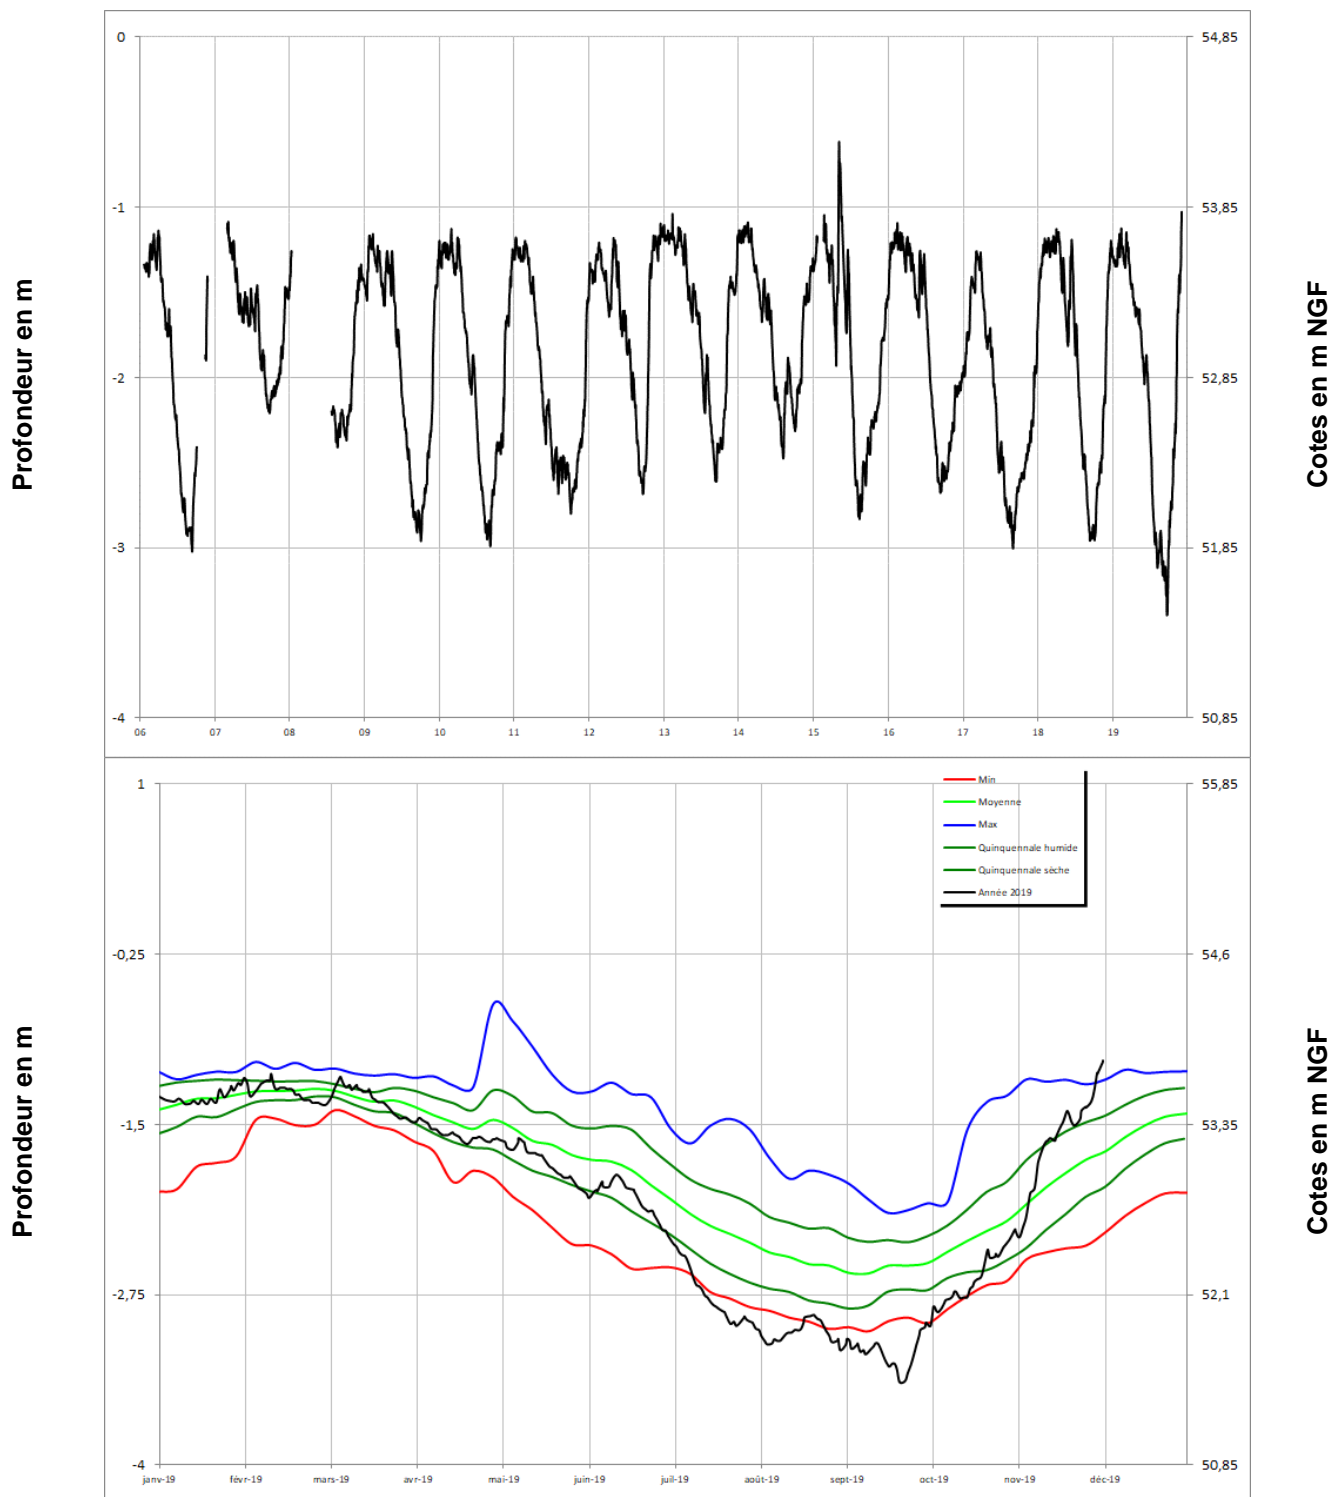 Profondeur en m
Cotes en m NGF
0
-1
-2
-3
-4
54,85
53,85
52,85
51,85
50,85
06 07 08 09 10 11 12 13 14 15 16 17 18 19
Profondeur en m
Cotes en m NGF
1
-0,25
-1,5
-2,75
-4
55,85
54,6
53,35
52,1
50,85
Min
Moyenne
Max
Quinquennale humide
Quinquennale sèche
Année 2019
janv-19 févr-19 mars-19 avr-19 mai-19 juin-19 juil-19 août-19 sept-19 oct-19 nov-19 déc-19